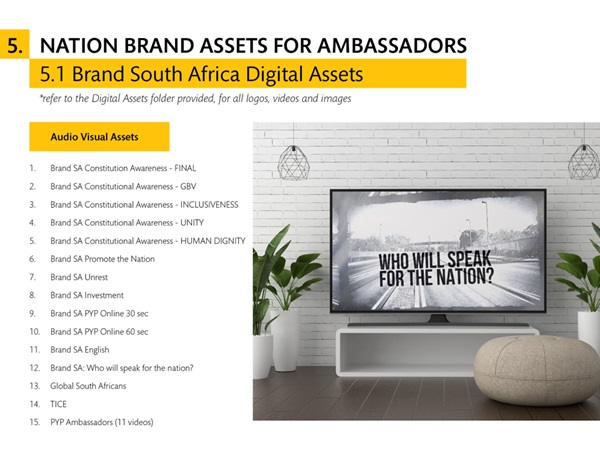 5. NATION BRAND ASSETS FOR AMBASSADORS
5.1 Brand South Africa Digital Assets
*refer to the Digital Assets folder provided, for all logos, videos and images
Audio Visual Assets
1. Brand SA Constitution Awareness - FINAL
2. Brand SA Constitutional Awareness - GBV
3. Brand SA Constitutional Awareness - INCLUSIVENESS
4. Brand SA Constitutional Awareness - UNITY
5. Brand SA Constitutional Awareness - HUMAN DIGNITY
6. Brand SA Promote the Nation
7. Brand SA Unrest
8. Brand SA Investment
9. Brand SA PYP Online 30 sec
10. Brand SA PYP Online 60 sec
11. Brand SA English
12. Brand SA: Who will speak for the nation?
13. Global South Africans
14. TICE
15. PYP Ambassadors (11 videos)
WHO WILL SPEAK
FOR THE NATION?